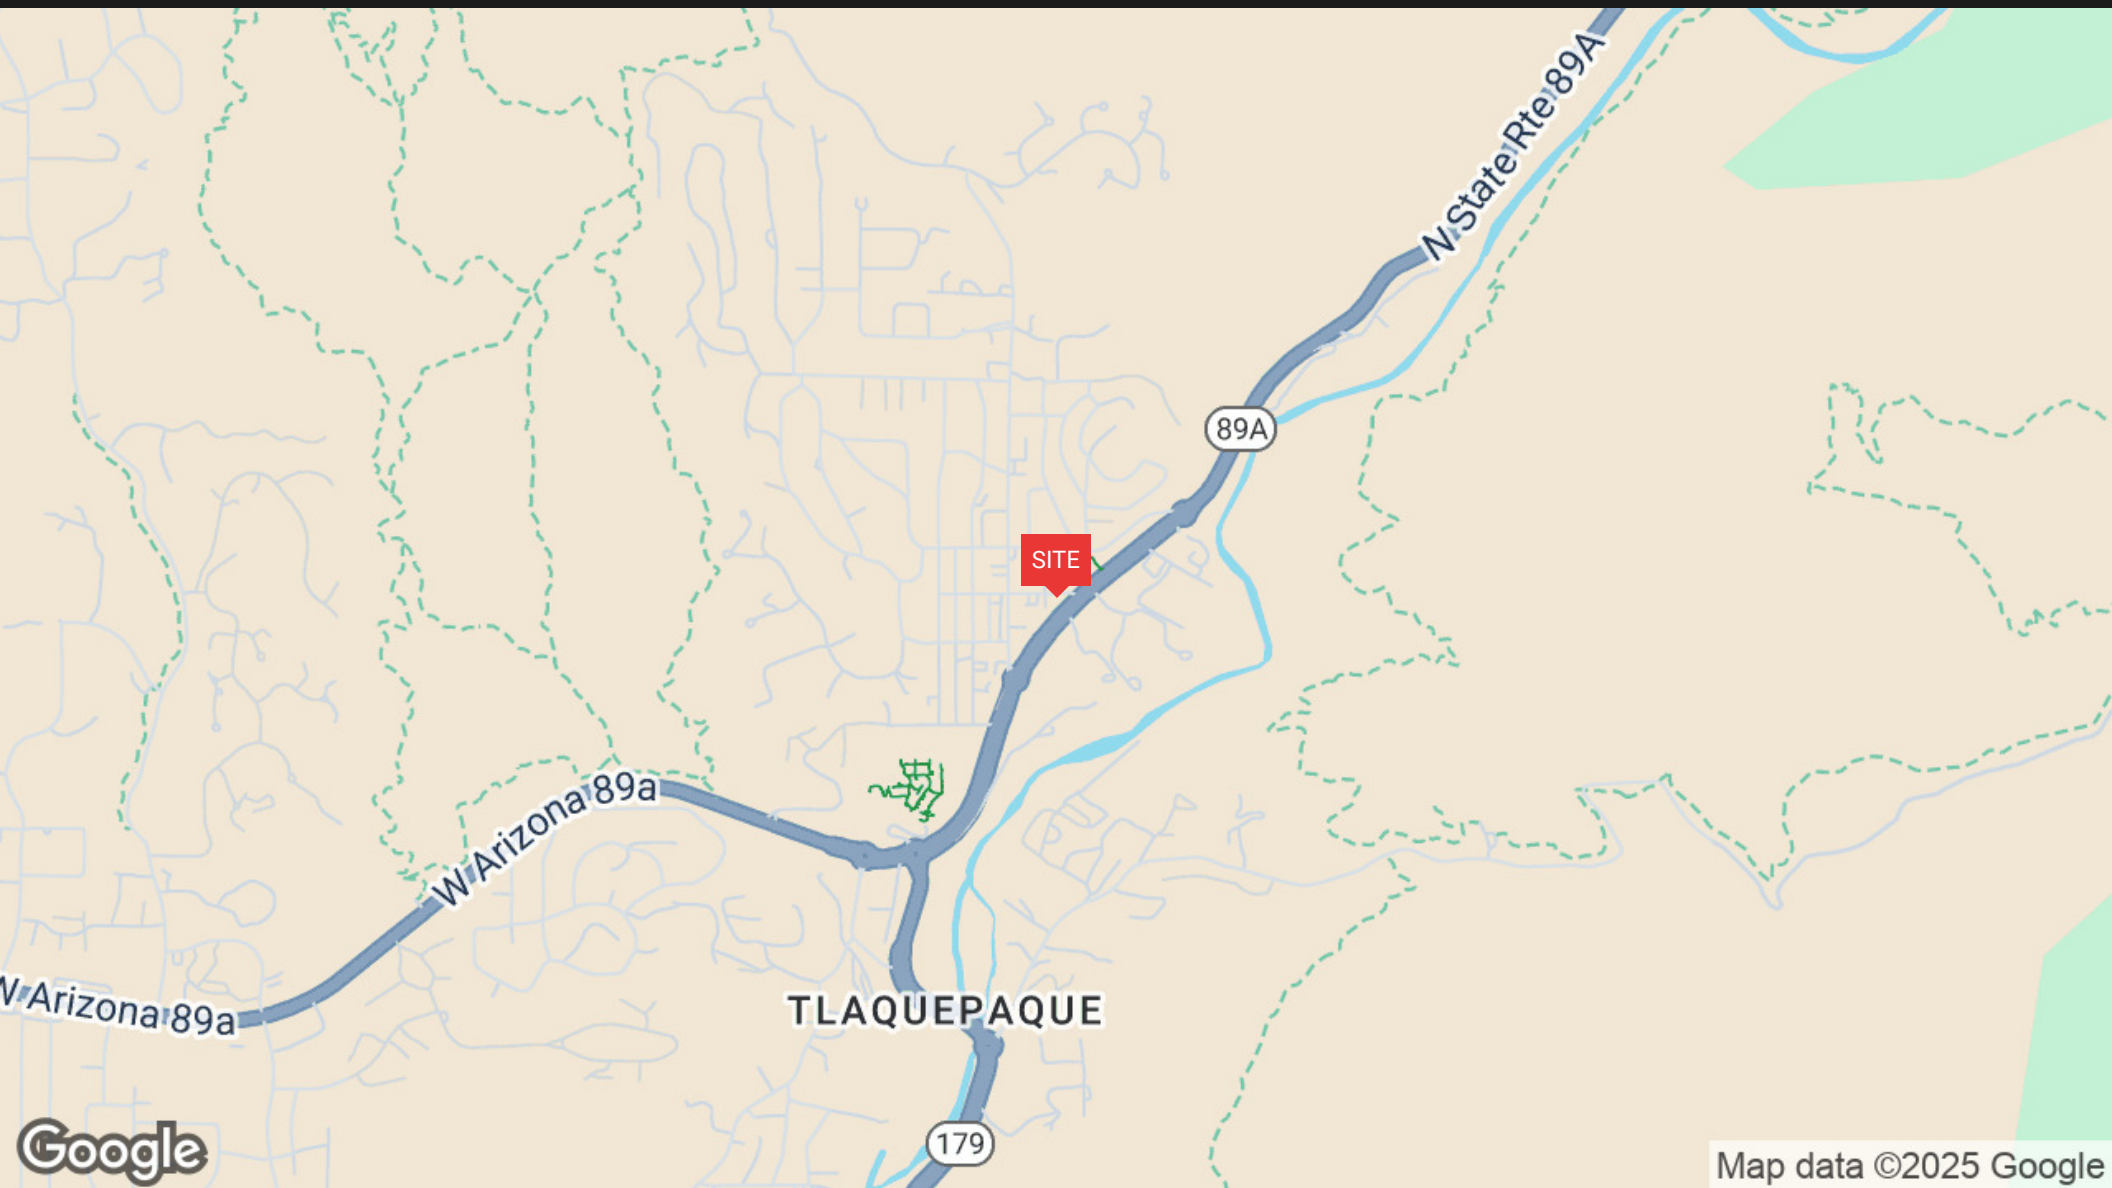 N State Rte 89A
89A
SITE
W Arizona 89a
W Arizona 89a
TLAQUEPAQUE
179
Google
Map data ©2025 Google